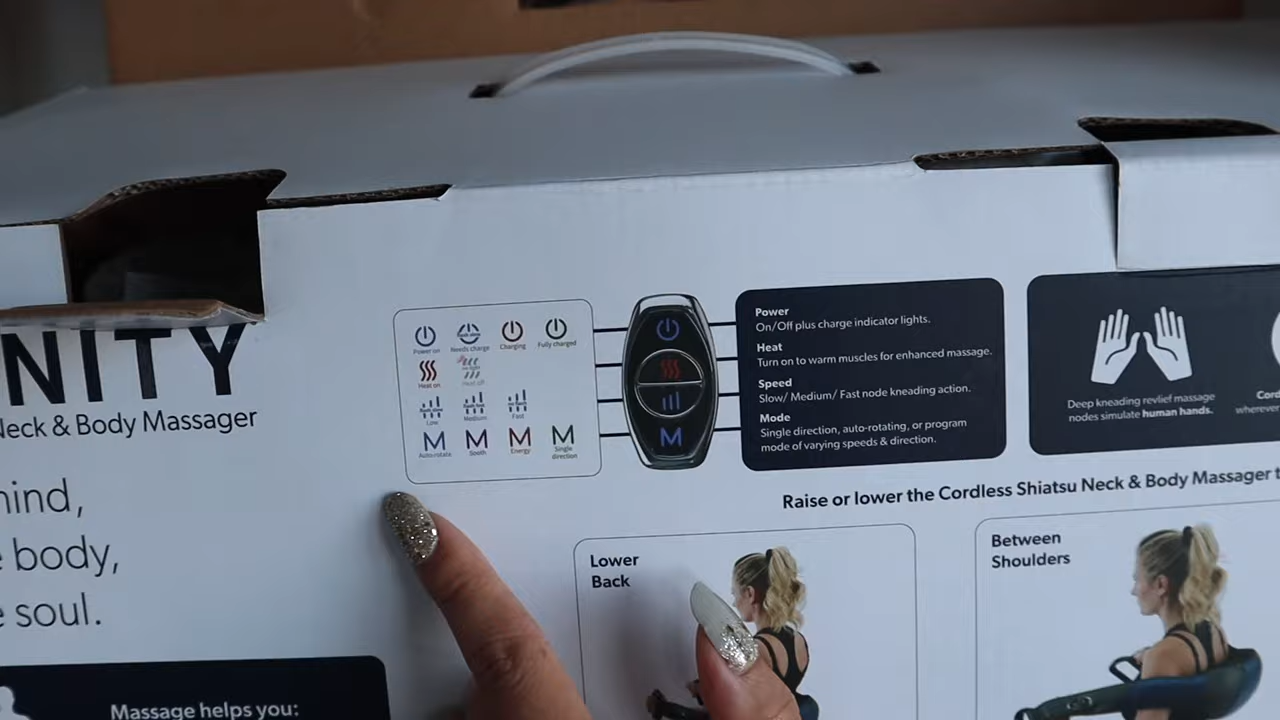 NITY
Neck & Body Massager
mind,
body,
soul.
Massage helps you:
Power on
Needs charge
Charging
Fully charged
Heat on
Heat off
Low
Medium
Fast
M M M M
Auto rotate
Sooth
Energy
Single
direction
M
Power
On/Off plus charge indicator lights.
Heat
Turn on to warm muscles for enhanced massage.
Speed
Slow/ Medium/ Fast node kneading action.
Mode
Single direction, auto-rotating, or program
mode of varying speeds & direction.
Deep kneading revlief massage
nodes simulate human hands.
Cord
wherever
Raise or lower the Cordless Shiatsu Neck & Body Massager t
Lower
Back
Between
Shoulders